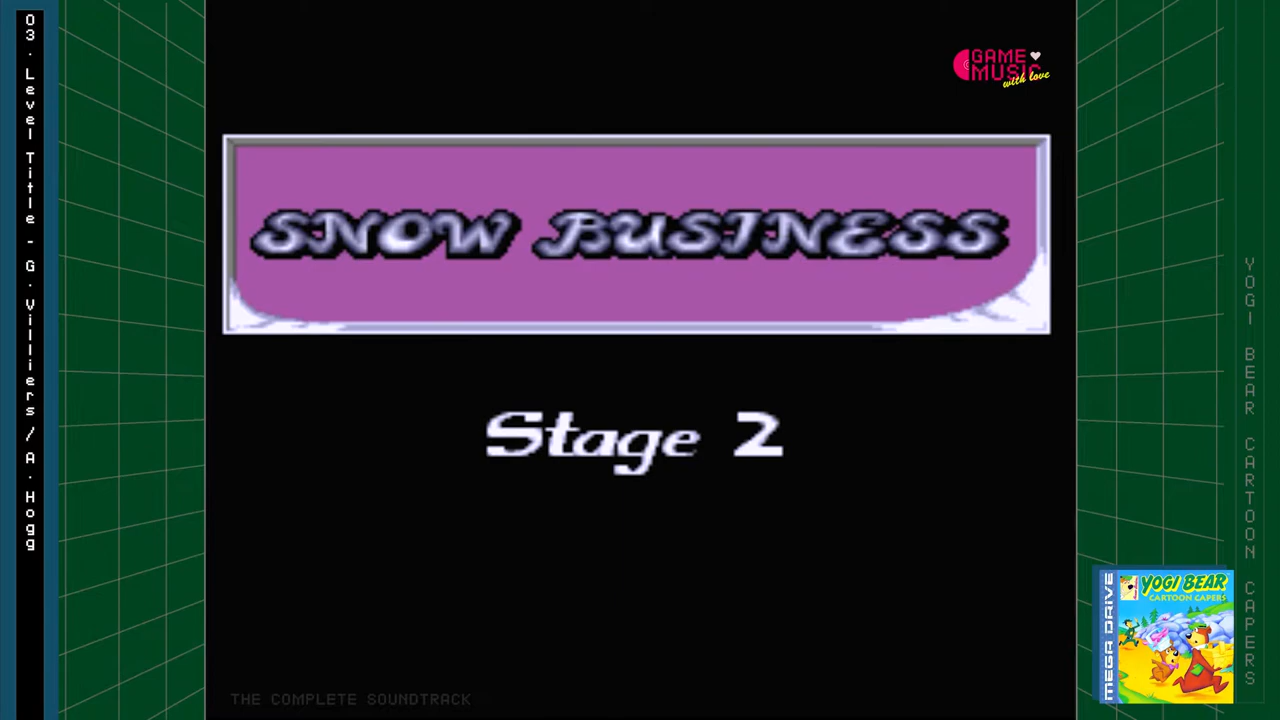 03. Level Title - G. Villiers / A. Hogg
GAME
MUSIC
with love
SNOW BUSINESS
Stage 2
THE COMPLETE SOUNDTRACK
YOGI BEAR CARTOON CAPERS
MEGA DRIVE
YOGI BEAR
CARTOON CAPERS